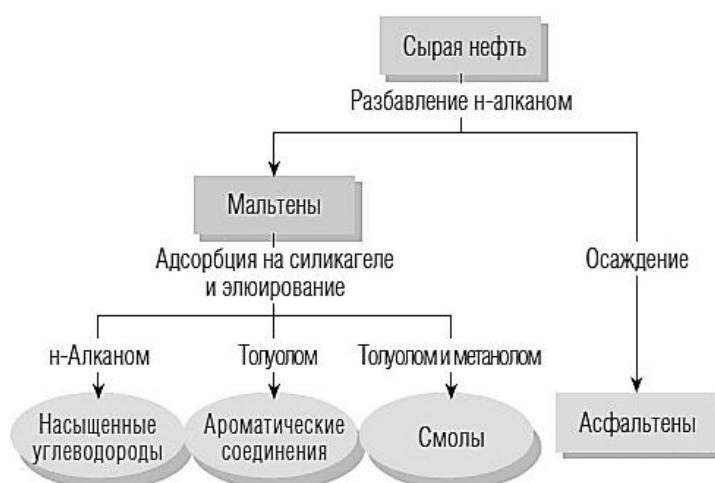 Сырая нефть
Разбавление н-алканом
Мальтены
Адсорбция на силикагеле
и элюирование
Осаждение
н-Алканом
Толуолом
Толуолом и метанолом
Насыщенные
углеводороды
Ароматические
соединения
Смолы
Асфальтены